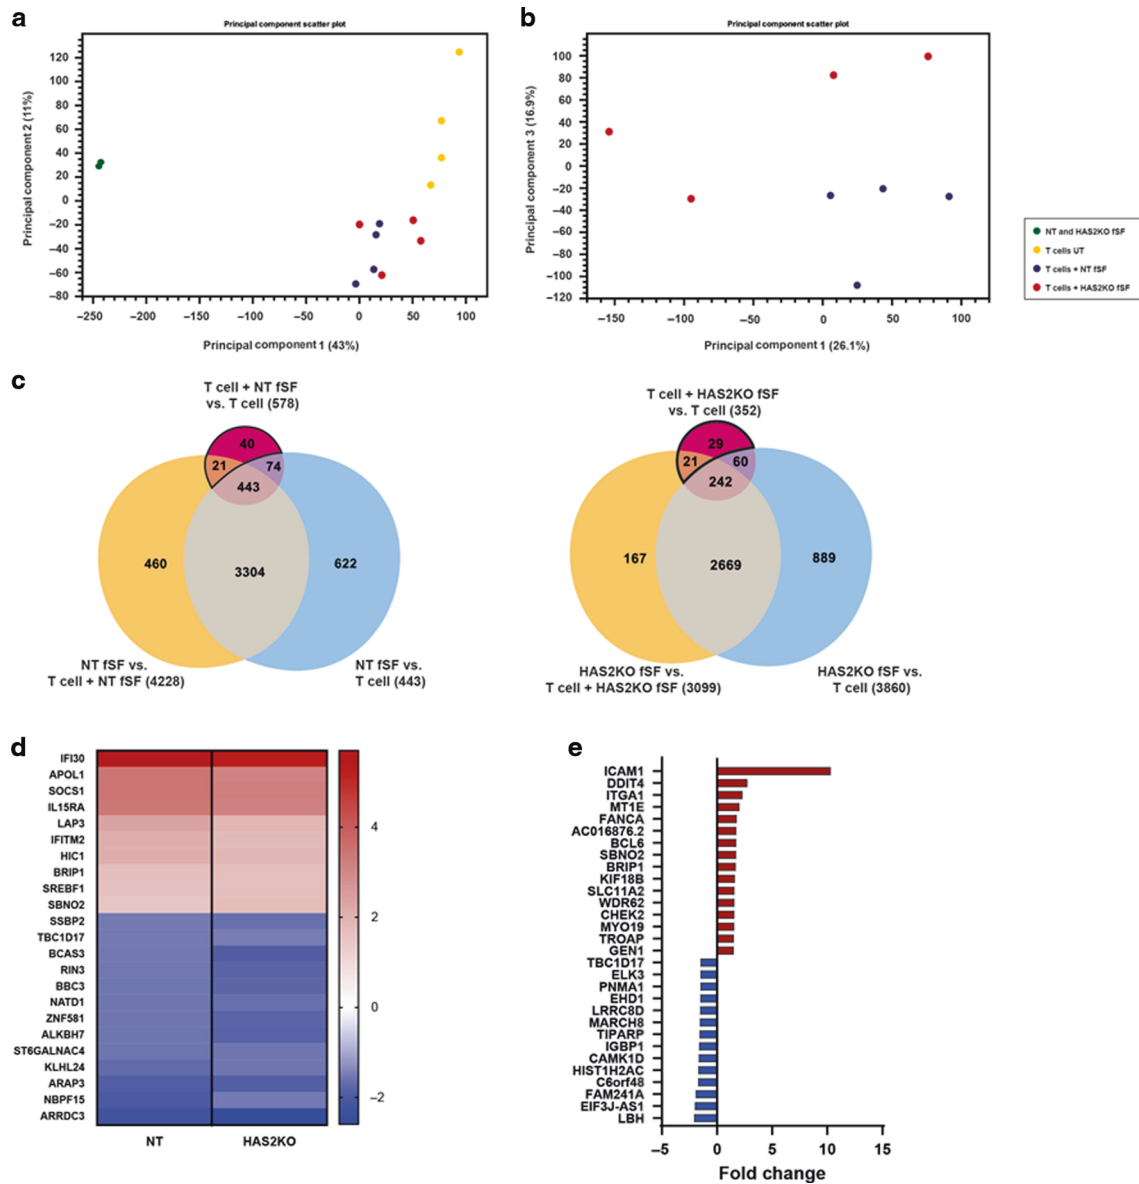 a
Principal component scatter plot
Principal component 2 (11%)
120
100
80
60
40
20
0
−20
−40
−60
−80
−250
−200
−150
−100
−50
0
50
100
Principal component 1 (43%)
b
Principal component scatter plot
Principal component 3 (16.9%)
100
80
60
40
20
0
−20
−40
−60
−80
−100
−120
−150
−100
−50
0
50
100
Principal component 1 (26.1%)
NT and HAS2KO fSF
T cells UT
T cells + NT fSF
T cells + HAS2KO fSF
c
T cell + NT fSF
vs. T cell (578)
40
21
74
443
460
3304
622
NT fSF vs.
T cell + NT fSF (4228)
NT fSF vs.
T cell (443)
T cell + HAS2KO fSF
vs. T cell (352)
29
21
60
242
167
2669
889
HAS2KO fSF vs.
T cell + HAS2KO fSF (3099)
HAS2KO fSF vs.
T cell (3860)
d
IFI30
APOL1
SOCS1
IL15RA
LAP3
IFITM2
HIC1
BRIP1
SREBF1
SBNO2
SSBP2
TBC1D17
BCAS3
RIN3
BBC3
NATD1
ZNF581
ALKBH7
ST6GALNAC4
KLHL24
ARAP3
NBPF15
ARRDC3
NT
HAS2KO
4
2
0
−2
e
ICAM1
DDIT4
ITGA1
MT1E
FANCA
AC016876.2
BCL6
SBNO2
BRIP1
KIF18B
SLC11A2
WDR62
CHEK2
MYO19
TROAP
GEN1
TBC1D17
ELK3
PNMA1
EHD1
LRRC8D
MARCH8
TIPARP
IGBP1
CAMK1D
HIST1H2AC
C6orf48
FAM241A
EIF3J-AS1
LBH
−5
0
5
10
15
Fold change